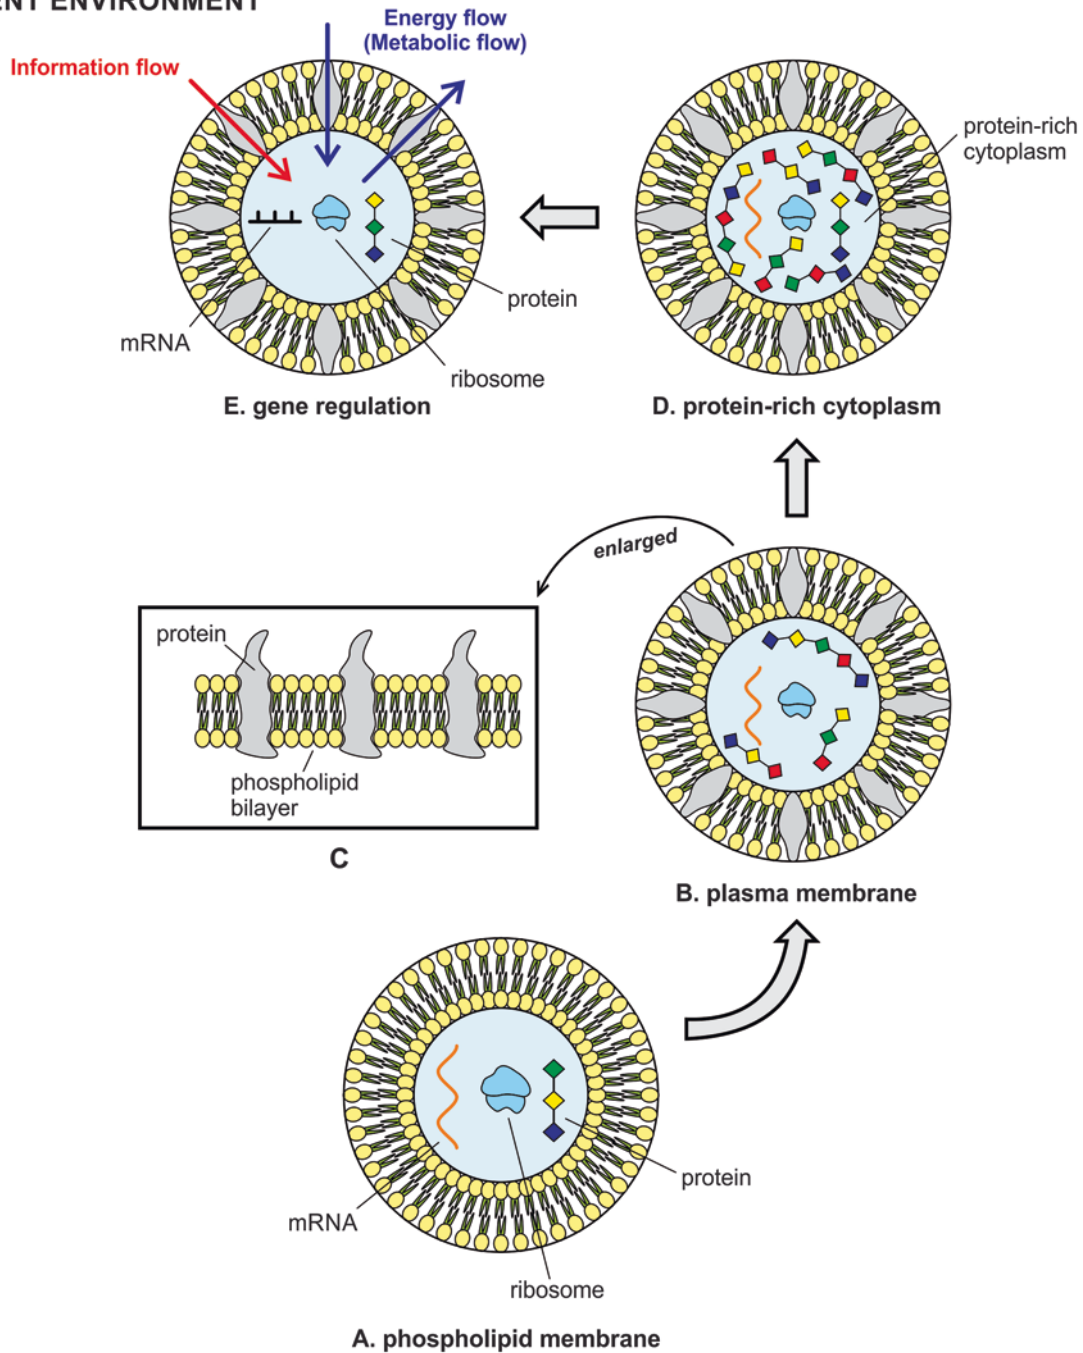 ENVIRONMENT
Energy flow
(Metabolic flow)
Information flow
protein-rich
cytoplasm
protein
mRNA
ribosome
E. gene regulation
D. protein-rich cytoplasm
enlarged
protein
phospholipid
bilayer
C
B. plasma membrane
protein
mRNA
ribosome
A. phospholipid membrane